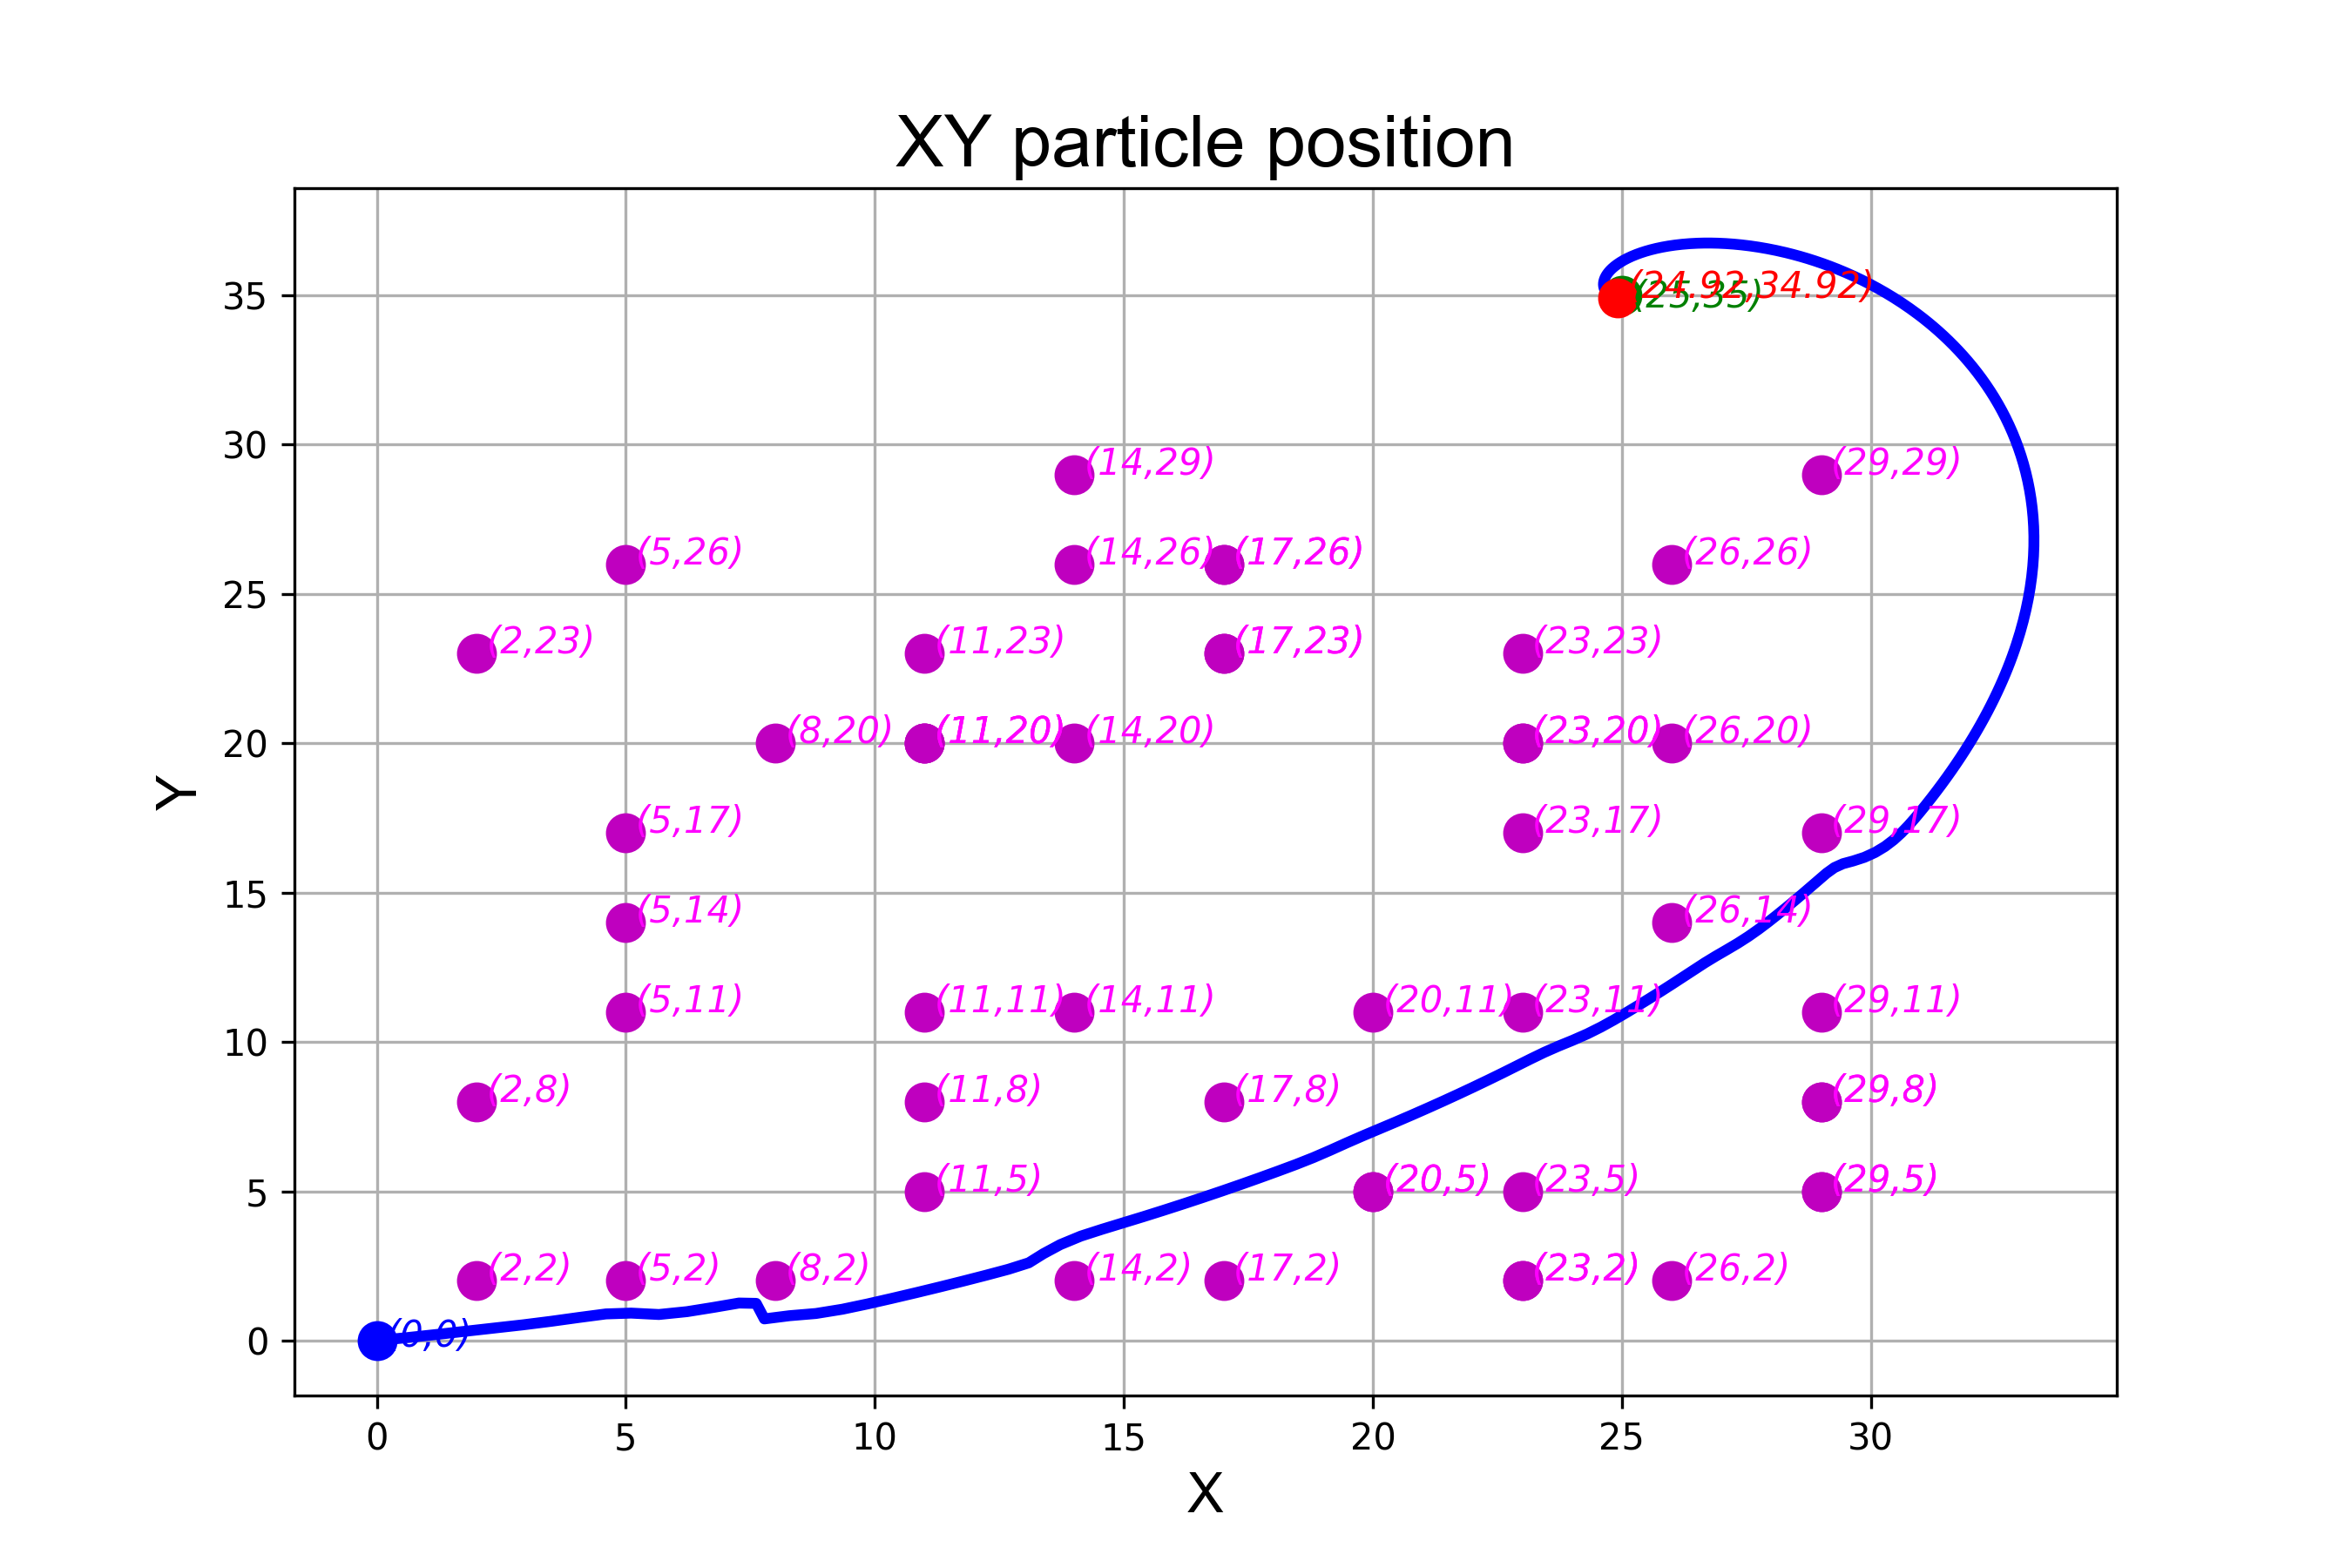 XY particle position
35
(24.92,34.92)
(25,35)
30
(14,29) (29,29)
(5,26) (14,26) (17,26) (26,26)
25
(2,23) (11,23) (17,23) (23,23)
20 (8,20) (11,20) (14,20) (23,20) (26,20)
Y
(5,17) (23,17) (29,17)
15
(5,14) (26,14)
(5,11) (11,11) (14,11) (20,11) (23,11) (29,11)
10
(2,8) (11,8) (17,8) (29,8)
5 (11,5) (20,5) (23,5) (29,5)
(2,2) (5,2) (8,2) (14,2) (17,2) (23,2) (26,2)
0 (0,0)
0 5 10 15 20 25 30
X